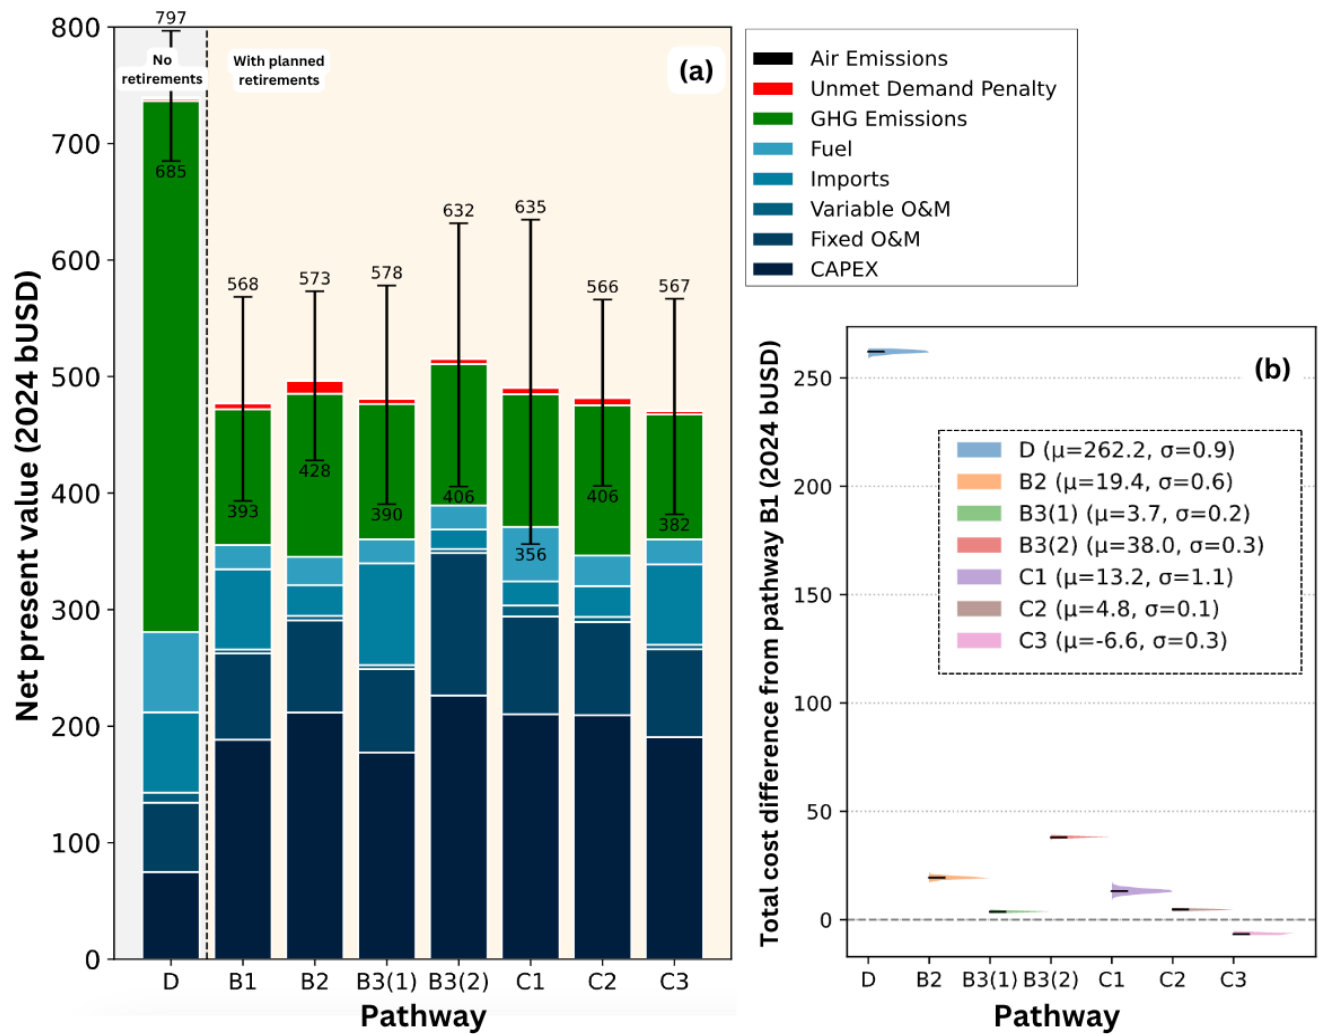 800
700
600
500
400
300
200
100
0
Net present value (2024 bUSD)
No
retirements
With planned
retirements
(a)
797
685
568
393
573
428
578
390
632
406
635
356
566
406
567
382
D
B1
B2
B3(1)
B3(2)
C1
C2
C3
Pathway
Air Emissions
Unmet Demand Penalty
GHG Emissions
Fuel
Imports
Variable O&M
Fixed O&M
CAPEX
Total cost difference from pathway B1 (2024 bUSD)
250
200
150
100
50
0
(b)
D (μ=262.2, σ=0.9)
B2 (μ=19.4, σ=0.6)
B3(1) (μ=3.7, σ=0.2)
B3(2) (μ=38.0, σ=0.3)
C1 (μ=13.2, σ=1.1)
C2 (μ=4.8, σ=0.1)
C3 (μ=-6.6, σ=0.3)
D
B2
B3(1)
B3(2)
C1
C2
C3
Pathway